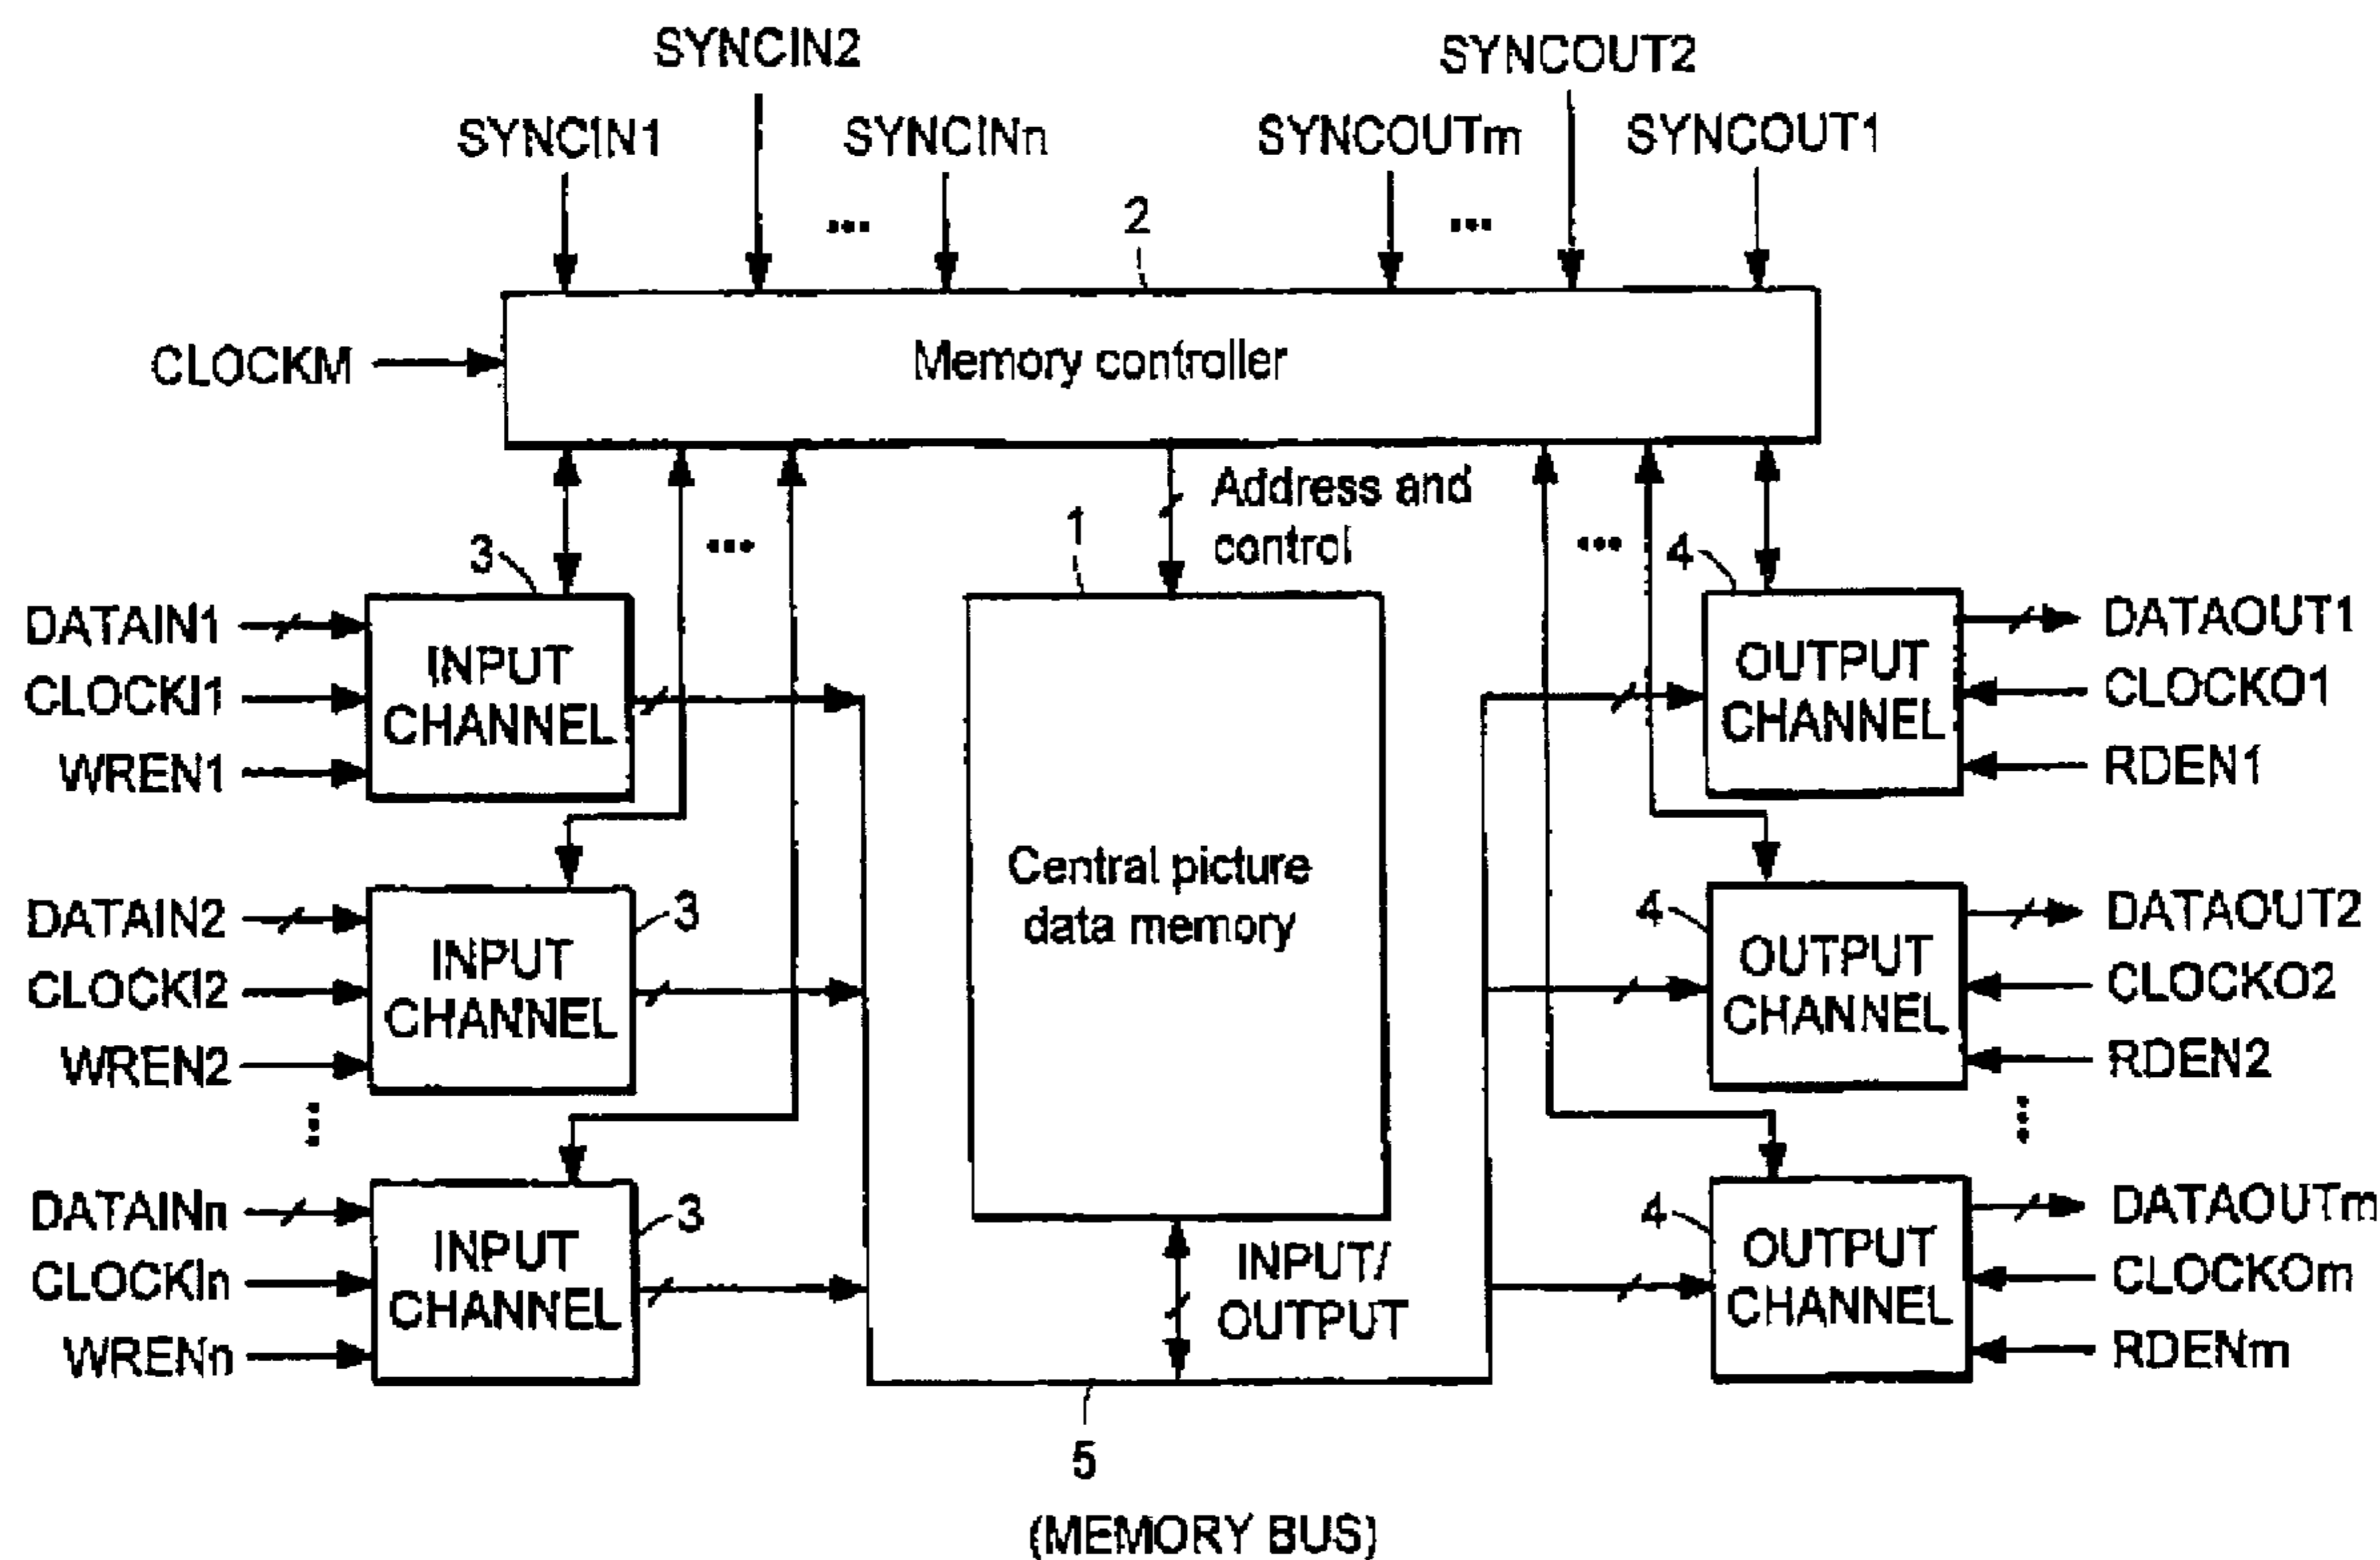 SYNCIN2
SYNCOUT2
SYNCIN1
SYNCINn
SYNCOUTm
SYNCOUT1
...
...
2
CLOCKM
Memory controller
Address and
control
1
...
...
3
4
DATAIN1
CLOCKI1
WREN1
INPUT
CHANNEL
OUTPUT
CHANNEL
DATAOUT1
CLOCKO1
RDEN1
Central picture
data memory
DATAIN2
CLOCKI2
WREN2
INPUT
CHANNEL
3
4
OUTPUT
CHANNEL
DATAOUT2
CLOCKO2
RDEN2
...
...
DATAINn
CLOCKIn
WRENn
INPUT
CHANNEL
3
INPUT/
OUTPUT
4
OUTPUT
CHANNEL
DATAOUTm
CLOCKOm
RDENm
5
(MEMORY BUS)